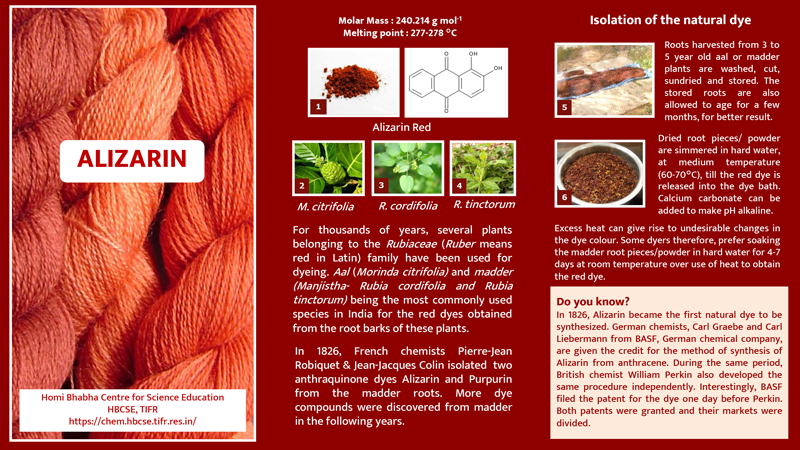 ALIZARIN
Homi Bhabha Centre for Science Education
HBCSE, TIFR
https://chem.hbcse.tifr.res.in/
Molar Mass : 240.214 g mol⁻¹
Melting point : 277-278 °C
1
O
OH
OH
O
Alizarin Red
2
3
4
M. citrifolia
R. cordifolia
R. tinctorum
For thousands of years, several plants
belonging to the Rubiaceae (Ruber means
red in Latin) family have been used for
dyeing. Aal (Morinda citrifolia) and madder
(Manjistha- Rubia cordifolia and Rubia
tinctorum) being the most commonly used
species in India for the red dyes obtained
from the root barks of these plants.
In 1826, French chemists Pierre-Jean
Robiquet & Jean-Jacques Colin isolated two
anthraquinone dyes Alizarin and Purpurin
from the madder roots. More dye
compounds were discovered from madder
in the following years.
Isolation of the natural dye
5
Roots harvested from 3 to
5 year old aal or madder
plants are washed, cut,
sundried and stored. The
stored roots are also
allowed to age for a few
months, for better result.
6
Dried root pieces/ powder
are simmered in hard water,
at medium temperature
(60-70°C), till the red dye is
released into the dye bath.
Calcium carbonate can be
added to make pH alkaline.
Excess heat can give rise to undesirable changes in
the dye colour. Some dyers therefore, prefer soaking
the madder root pieces/powder in hard water for 4-7
days at room temperature over use of heat to obtain
the red dye.
Do you know?
In 1826, Alizarin became the first natural dye to be
synthesized. German chemists, Carl Graebe and Carl
Liebermann from BASF, German chemical company,
are given the credit for the method of synthesis of
Alizarin from anthracene. During the same period,
British chemist William Perkin also developed the
same procedure independently. Interestingly, BASF
filed the patent for the dye one day before Perkin.
Both patents were granted and their markets were
divided.